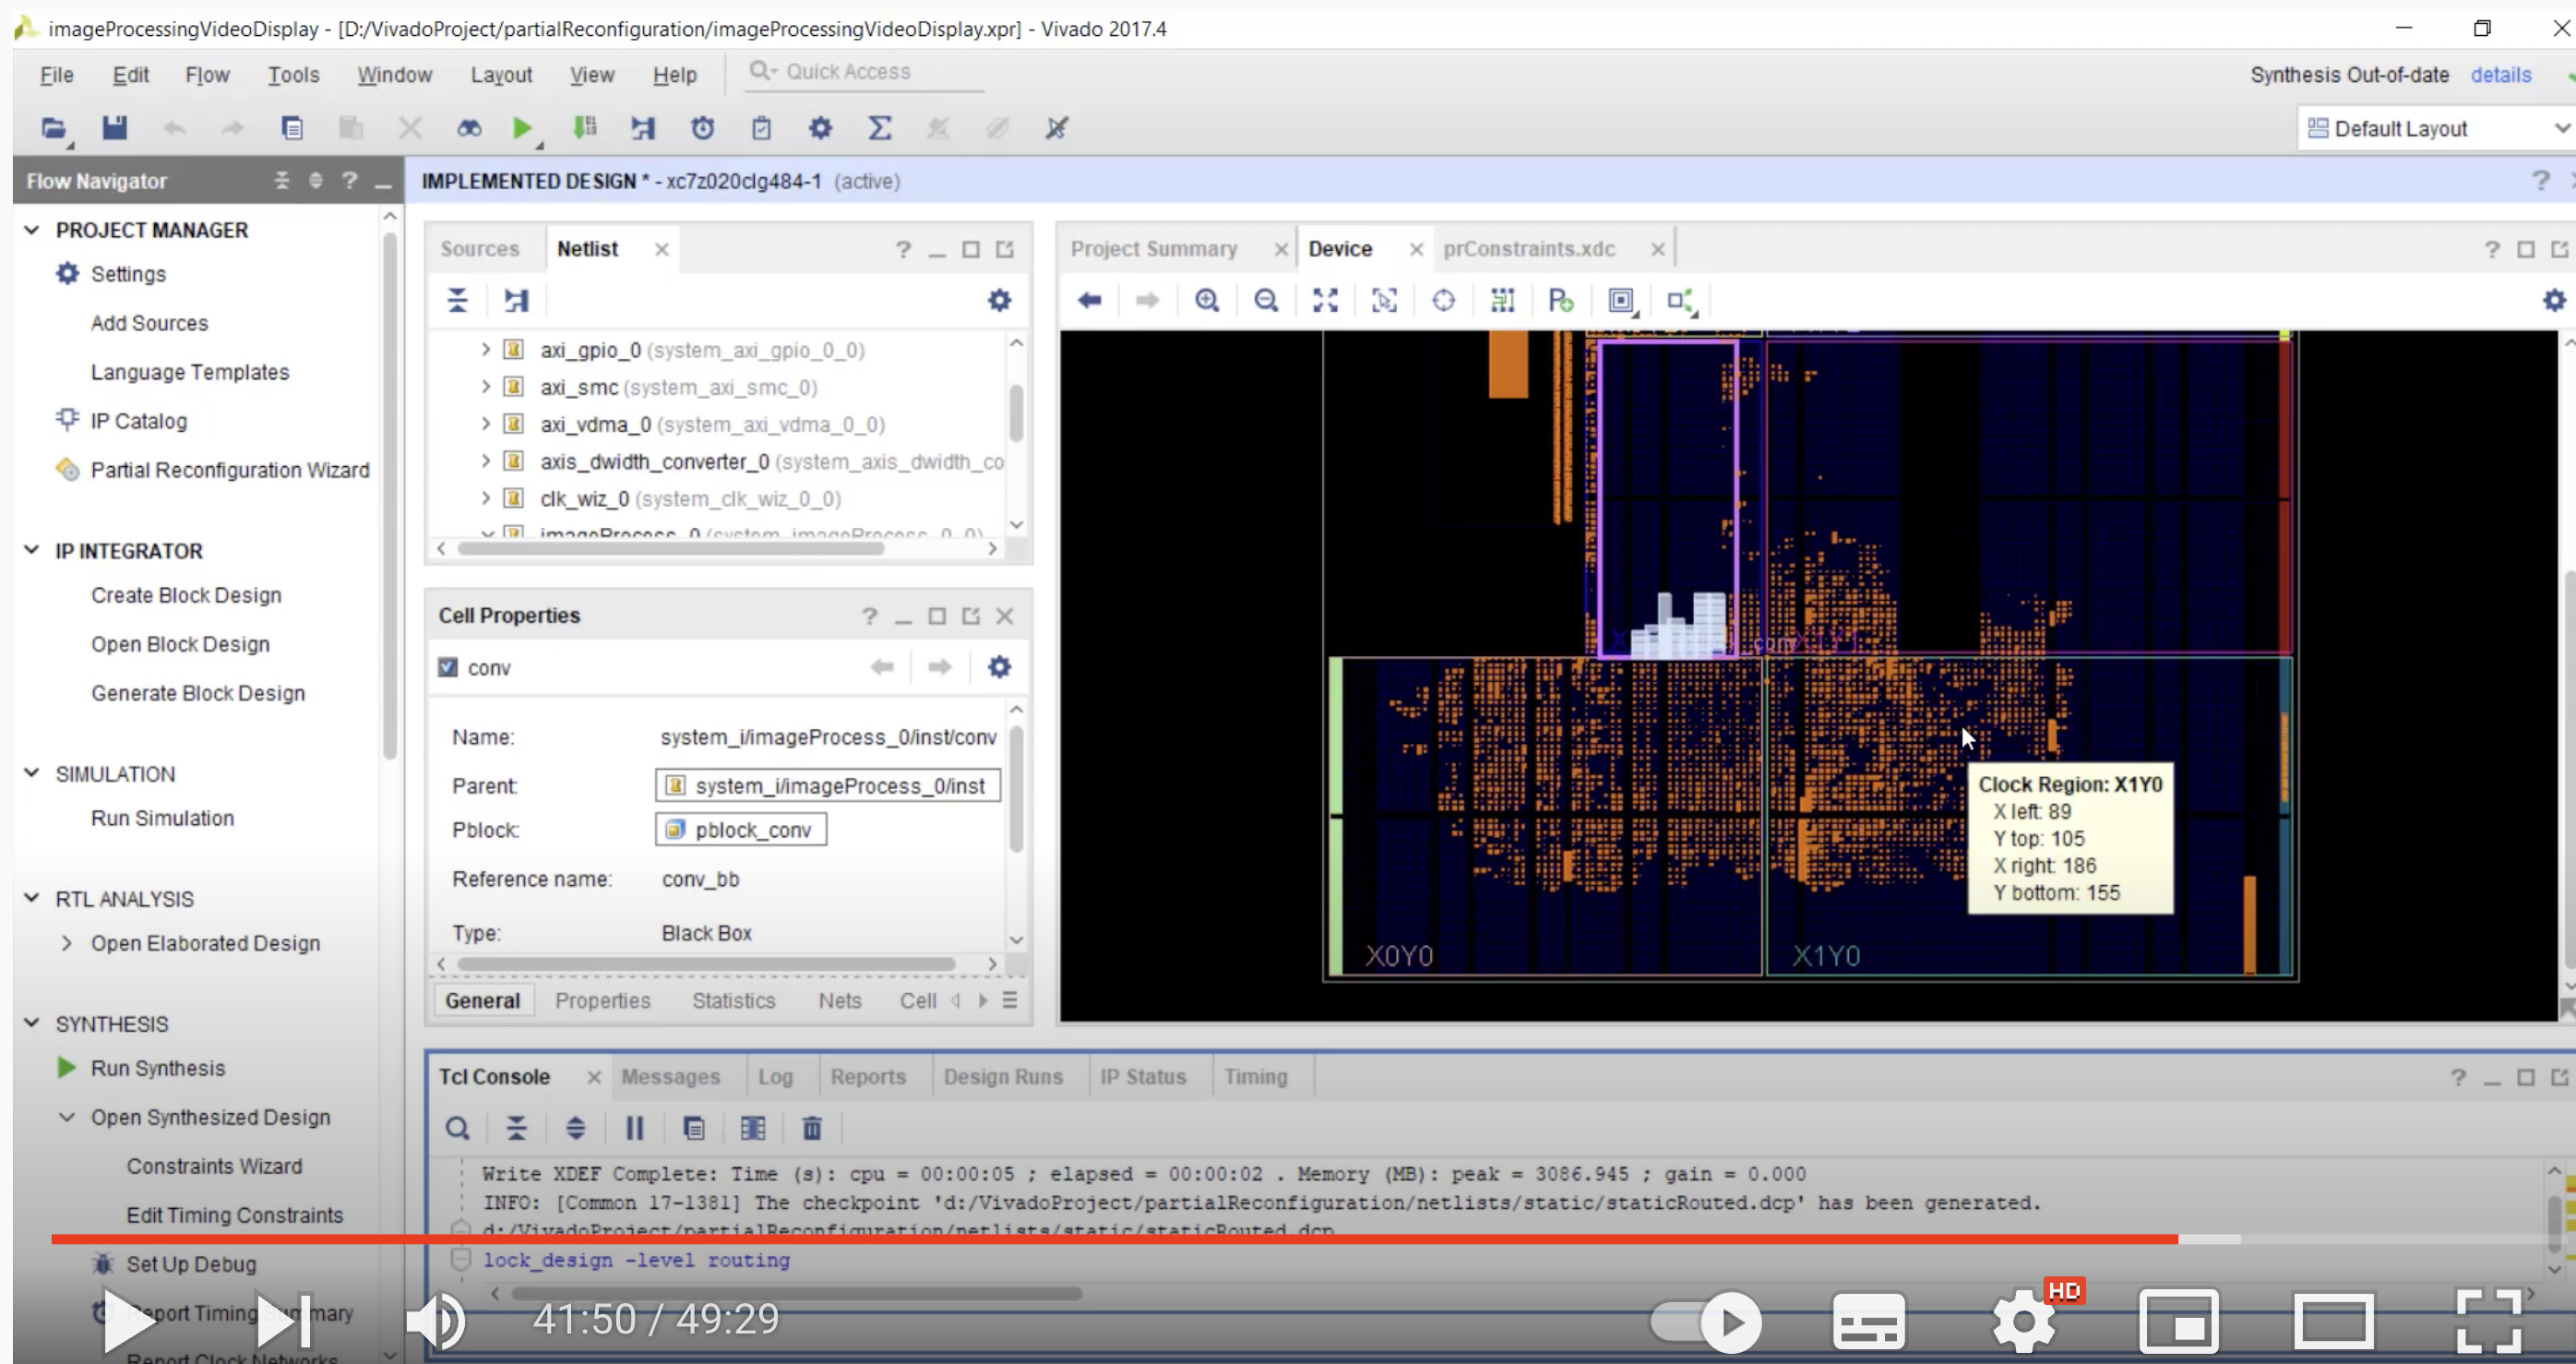 imageProcessingVideoDisplay - [D:/VivadoProject/partialReconfiguration/imageProcessingVideoDisplay.xpr] - Vivado 2017.4
File Edit Flow Tools Window Layout View Help Quick Access
Synthesis Out-of-date details
Default Layout
Flow Navigator
PROJECT MANAGER
Settings
Add Sources
Language Templates
IP Catalog
Partial Reconfiguration Wizard
IP INTEGRATOR
Create Block Design
Open Block Design
Generate Block Design
SIMULATION
Run Simulation
RTL ANALYSIS
Open Elaborated Design
SYNTHESIS
Run Synthesis
Open Synthesized Design
Constraints Wizard
Edit Timing Constraints
Set Up Debug
Report Timing Summary
Report Clock Networks
IMPLEMENTED DESIGN * - xc7z020clg484-1 (active)
Sources Netlist
axi_gpio_0 (system_axi_gpio_0_0)
axi_smc (system_axi_smc_0)
axi_vdma_0 (system_axi_vdma_0_0)
axis_dwidth_converter_0 (system_axis_dwidth_co
clk_wiz_0 (system_clk_wiz_0_0)
imageProcess_0 (system_imageProcess_0_0)
Cell Properties
conv
Name: system_i/imageProcess_0/inst/conv
Parent: system_i/imageProcess_0/inst
Pblock: pblock_conv
Reference name: conv_bb
Type: Black Box
General Properties Statistics Nets Cell
Project Summary Device prConstraints.xdc
X1Y1
Clock Region: X1Y0
X left: 89
Y top: 105
X right: 186
Y bottom: 155
X0Y0
X1Y0
Tcl Console Messages Log Reports Design Runs IP Status Timing
Write XDEF Complete: Time (s): cpu = 00:00:05 ; elapsed = 00:00:02 . Memory (MB): peak = 3086.945 ; gain = 0.000
INFO: [Common 17-1381] The checkpoint 'd:/VivadoProject/partialReconfiguration/netlists/static/staticRouted.dcp' has been generated.
d:/VivadoProject/partialReconfiguration/netlists/static/staticRouted.dcp
lock_design -level routing
41:50 / 49:29
HD